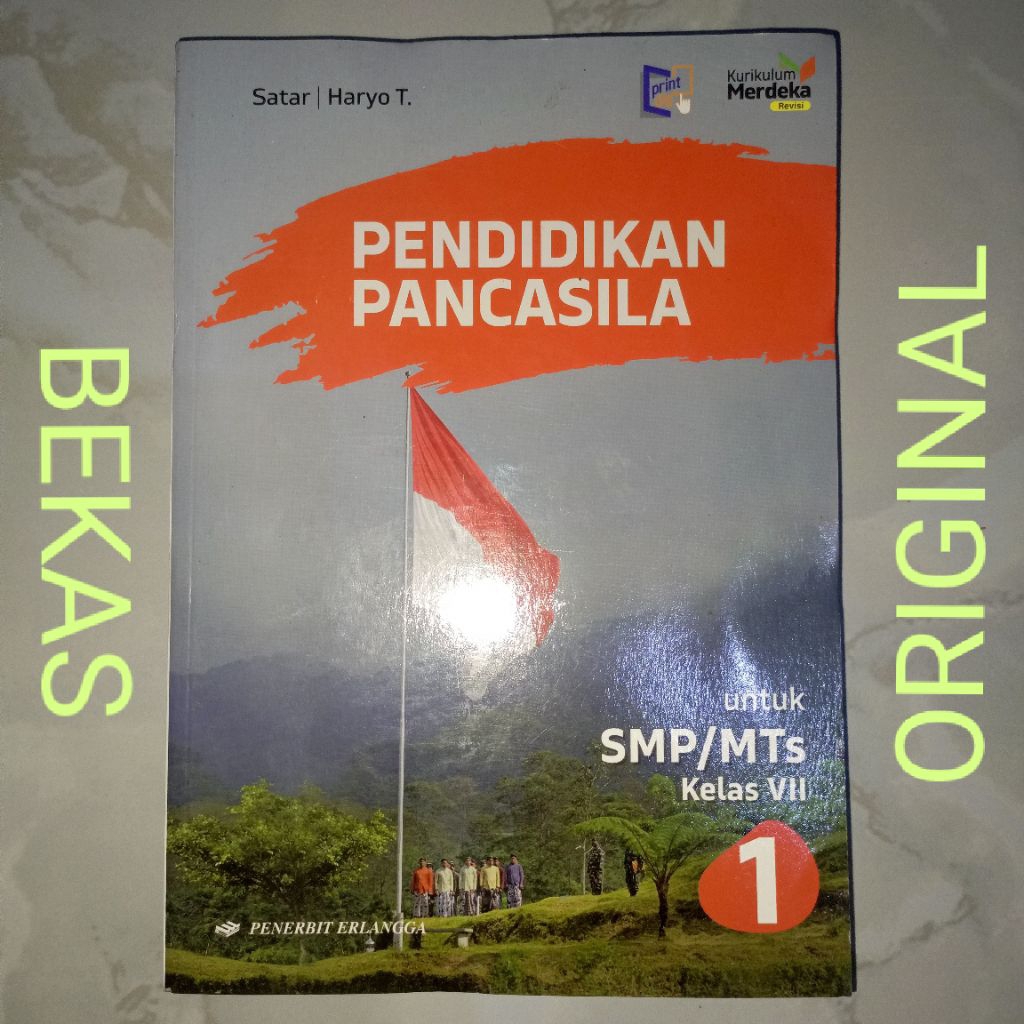 Satar | Haryo T.
print
Kurikulum
Merdeka
Revisi
PENDIDIKAN
PANCASILA
BEKAS
ORIGINAL
untuk
SMP/MTs
Kelas VII
1
PENERBIT ERLANGGA